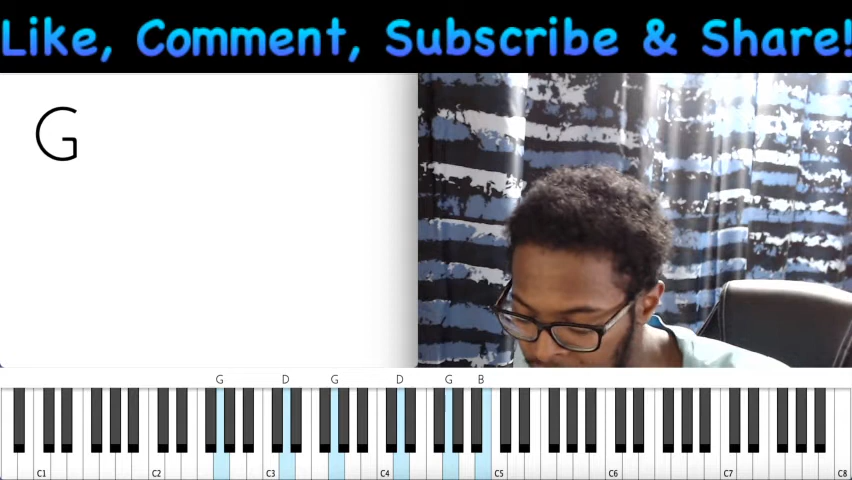 Like, Comment, Subscribe & Share!
G
G D G D G B
C1 C2 C3 C4 C5 C6 C7 C8